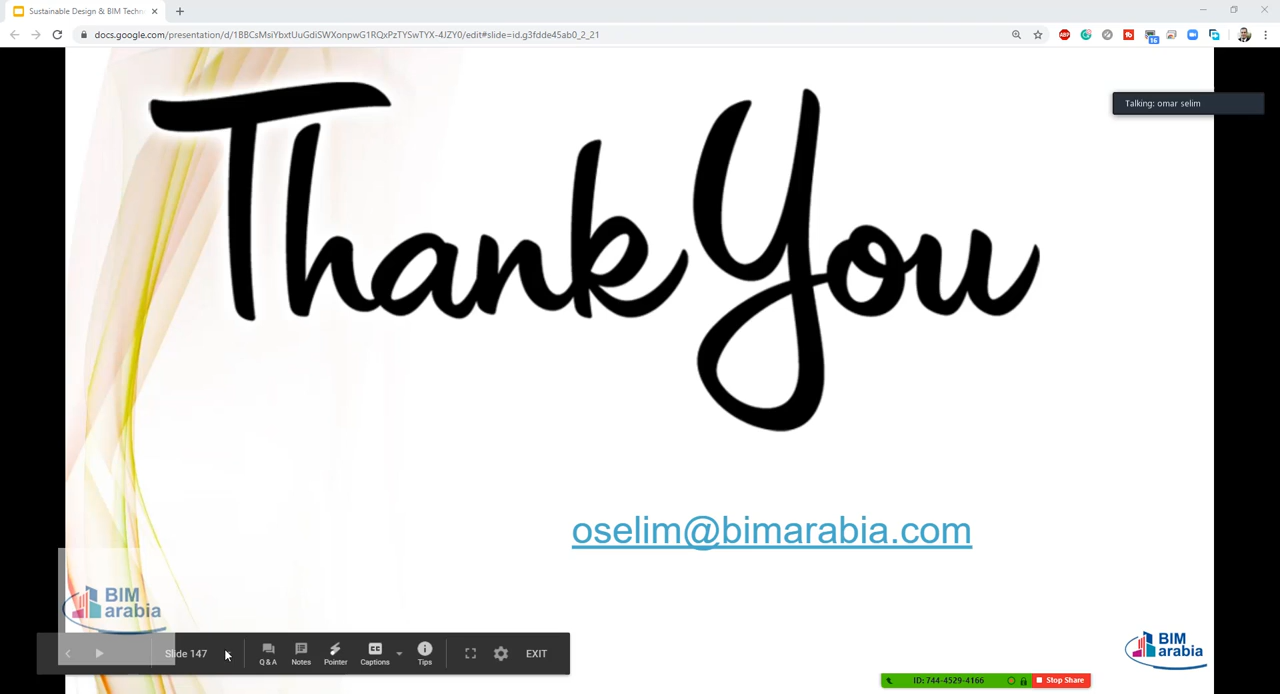 Sustainable Design & BIM Techn
docs.google.com/presentation/d/1BBCsMsiYbxtUuGdiSWXonpwG1RQxPzTYSwTYX-4JZY0/edit#slide=id.g3fdde45ab0_2_21
ABP
16
Talking: omar selim
Thank You
oselim@bimarabia.com
BIM
arabia
BIM
arabia
Slide 147
Q & A
Notes
Pointer
Captions
Tips
EXIT
ID: 744-4529-4166
Stop Share